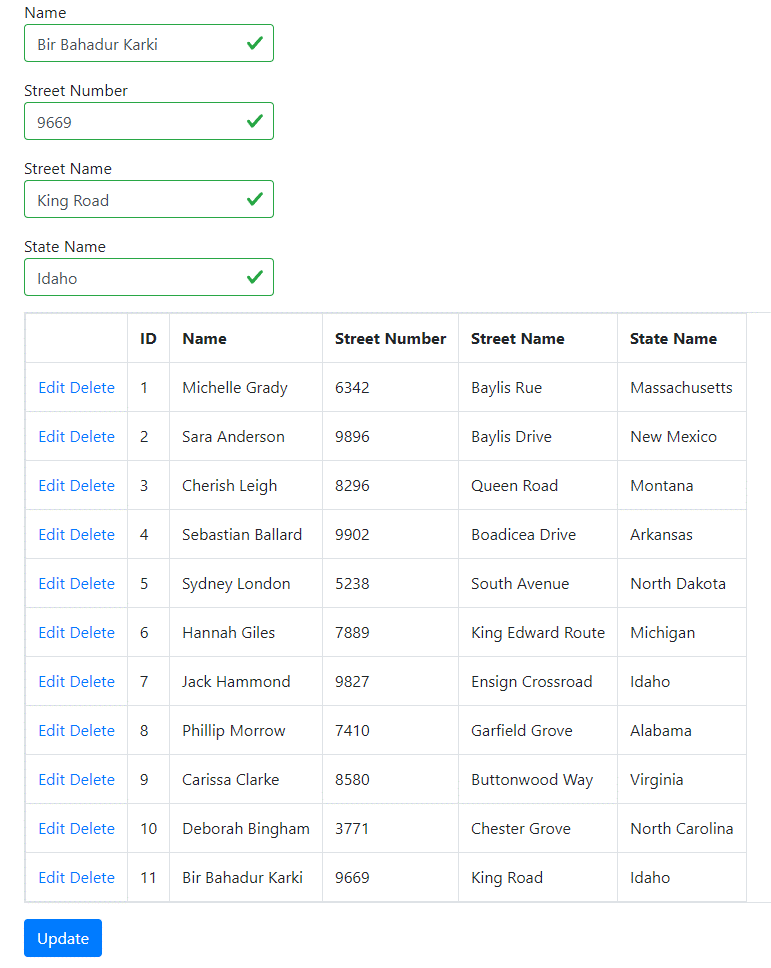 Name
Bir Bahadur Karki
Street Number
9669
Street Name
King Road
State Name
Idaho
ID Name Street Number Street Name State Name
Edit Delete 1 Michelle Grady 6342 Baylis Rue Massachusetts
Edit Delete 2 Sara Anderson 9896 Baylis Drive New Mexico
Edit Delete 3 Cherish Leigh 8296 Queen Road Montana
Edit Delete 4 Sebastian Ballard 9902 Boadicea Drive Arkansas
Edit Delete 5 Sydney London 5238 South Avenue North Dakota
Edit Delete 6 Hannah Giles 7889 King Edward Route Michigan
Edit Delete 7 Jack Hammond 9827 Ensign Crossroad Idaho
Edit Delete 8 Phillip Morrow 7410 Garfield Grove Alabama
Edit Delete 9 Carissa Clarke 8580 Buttonwood Way Virginia
Edit Delete 10 Deborah Bingham 3771 Chester Grove North Carolina
Edit Delete 11 Bir Bahadur Karki 9669 King Road Idaho
Update